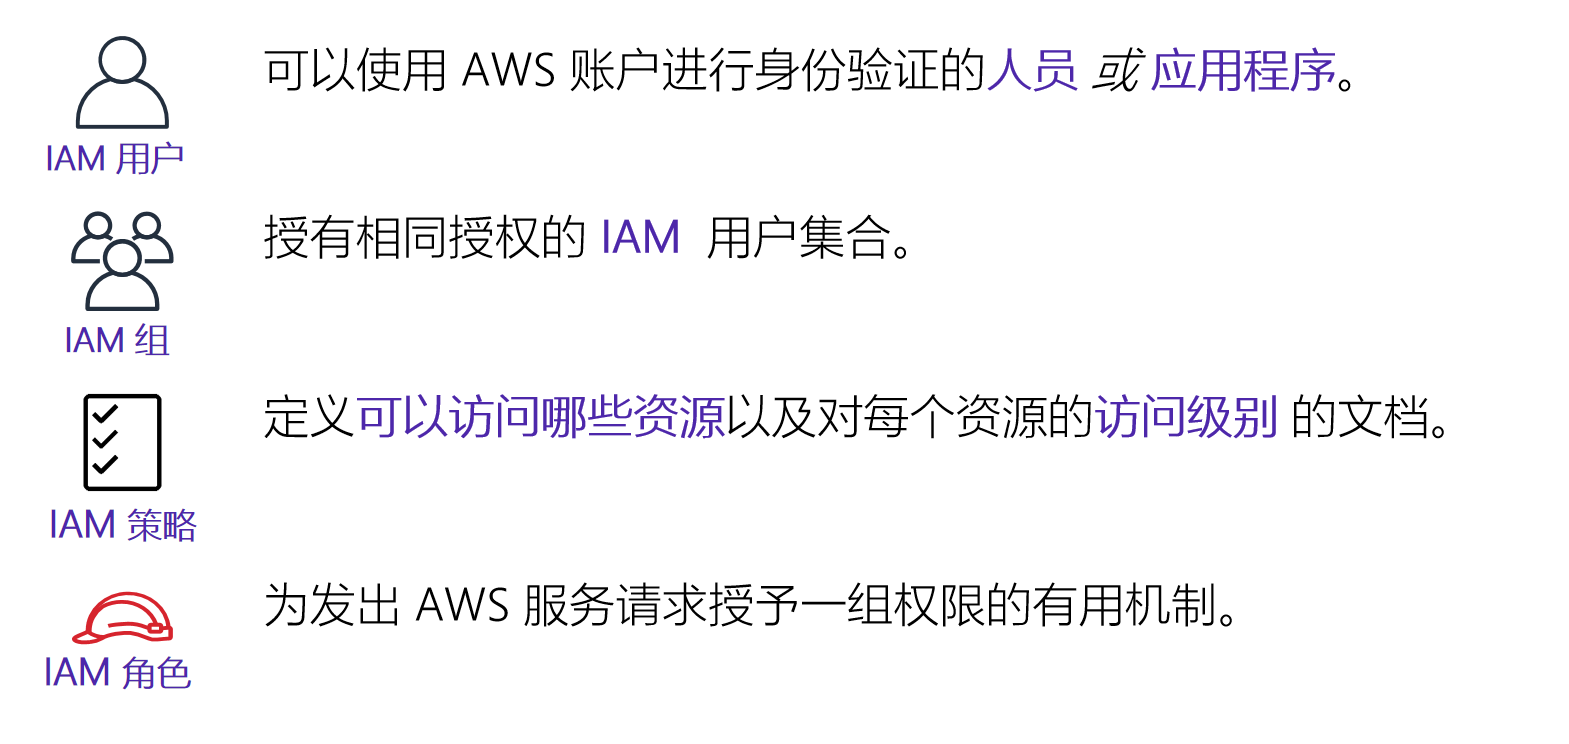 可以使用 AWS 账户进行身份验证的人员 或 应用程序。
IAM 用户
授有相同授权的 IAM 用户集合。
IAM 组
定义可以访问哪些资源以及对每个资源的访问级别 的文档。
IAM 策略
为发出 AWS 服务请求授予一组权限的有用机制。
IAM 角色